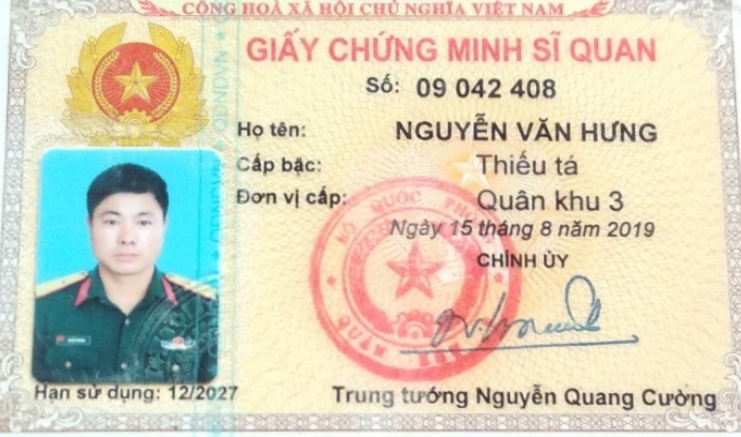 CỘNG HOÀ XÃ HỘI CHỦ NGHĨA VIỆT NAM
GIẤY CHỨNG MINH SĨ QUAN
Số: 09 042 408
Họ tên: NGUYỄN VĂN HƯNG
Cấp bậc: Thiếu tá
Đơn vị cấp: Quân khu 3
Ngày 15 tháng 8 năm 2019
CHÍNH ỦY
BỘ QUỐC PHÒNG
QUÂN KHU
Hạn sử dụng: 12/2027
Trung tướng Nguyễn Quang Cường